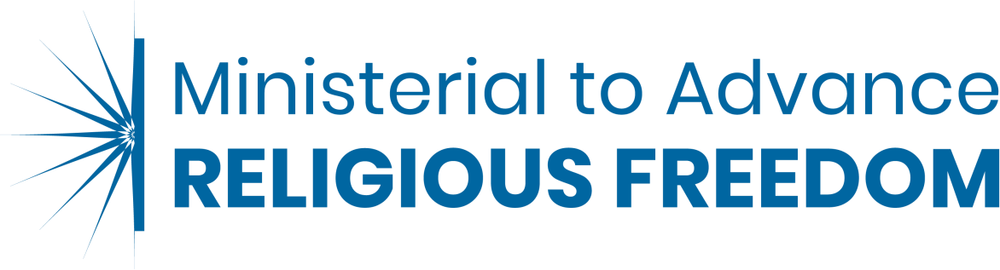 Ministerial to Advance
RELIGIOUS FREEDOM